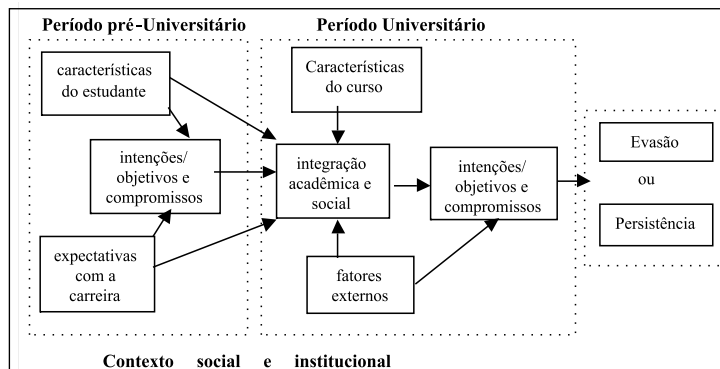 Período pré-Universitário
Período Universitário
características
do estudante
intenções/
objetivos e
compromissos
expectativas
com a
carreira
Características
do curso
integração
acadêmica e
social
fatores
externos
intenções/
objetivos e
compromissos
Evasão
ou
Persistência
Contexto social e institucional